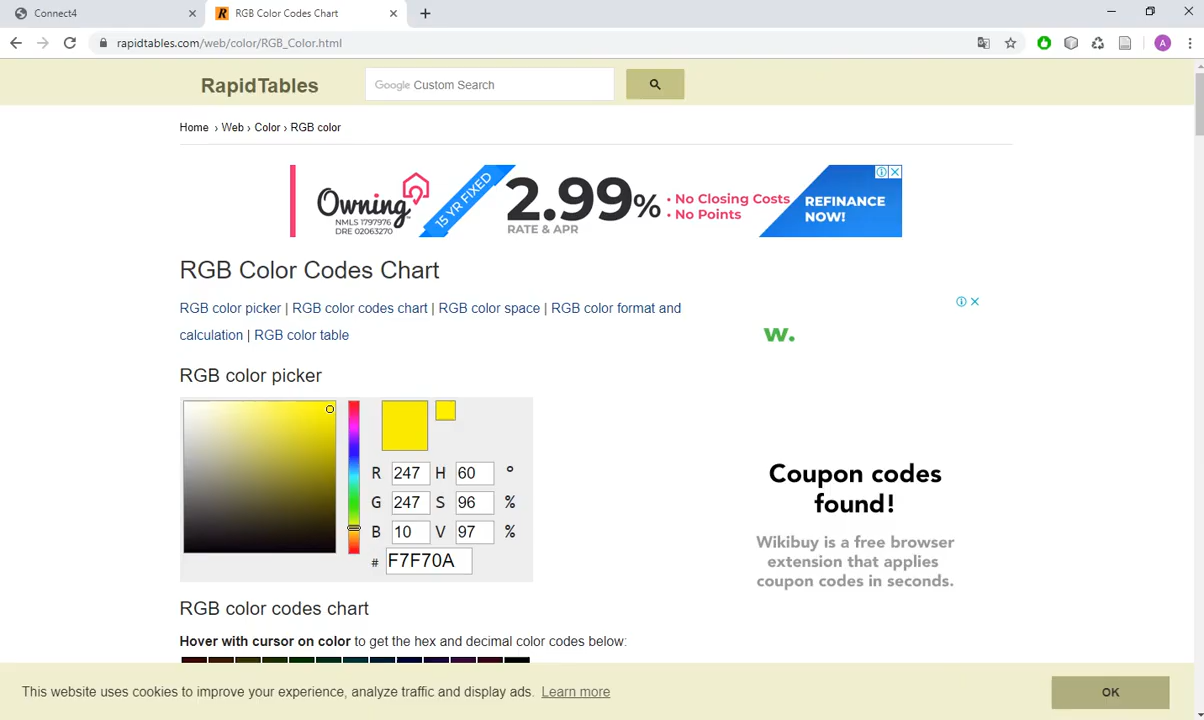 Connect4
RGB Color Codes Chart
rapidtables.com/web/color/RGB_Color.html
A
RapidTables
Google Custom Search
Home › Web › Color › RGB color
Owning
NMLS 1797976
DRE 02063270
15 YR FIXED
2.99%
RATE & APR
• No Closing Costs
• No Points
REFINANCE
NOW!
RGB Color Codes Chart
RGB color picker | RGB color codes chart | RGB color space | RGB color format and
calculation | RGB color table
w.
RGB color picker
R 247 H 60 °
G 247 S 96 %
B 10 V 97 %
# F7F70A
Coupon codes
found!
Wikibuy is a free browser
extension that applies
coupon codes in seconds.
RGB color codes chart
Hover with cursor on color to get the hex and decimal color codes below:
This website uses cookies to improve your experience, analyze traffic and display ads. Learn more
OK